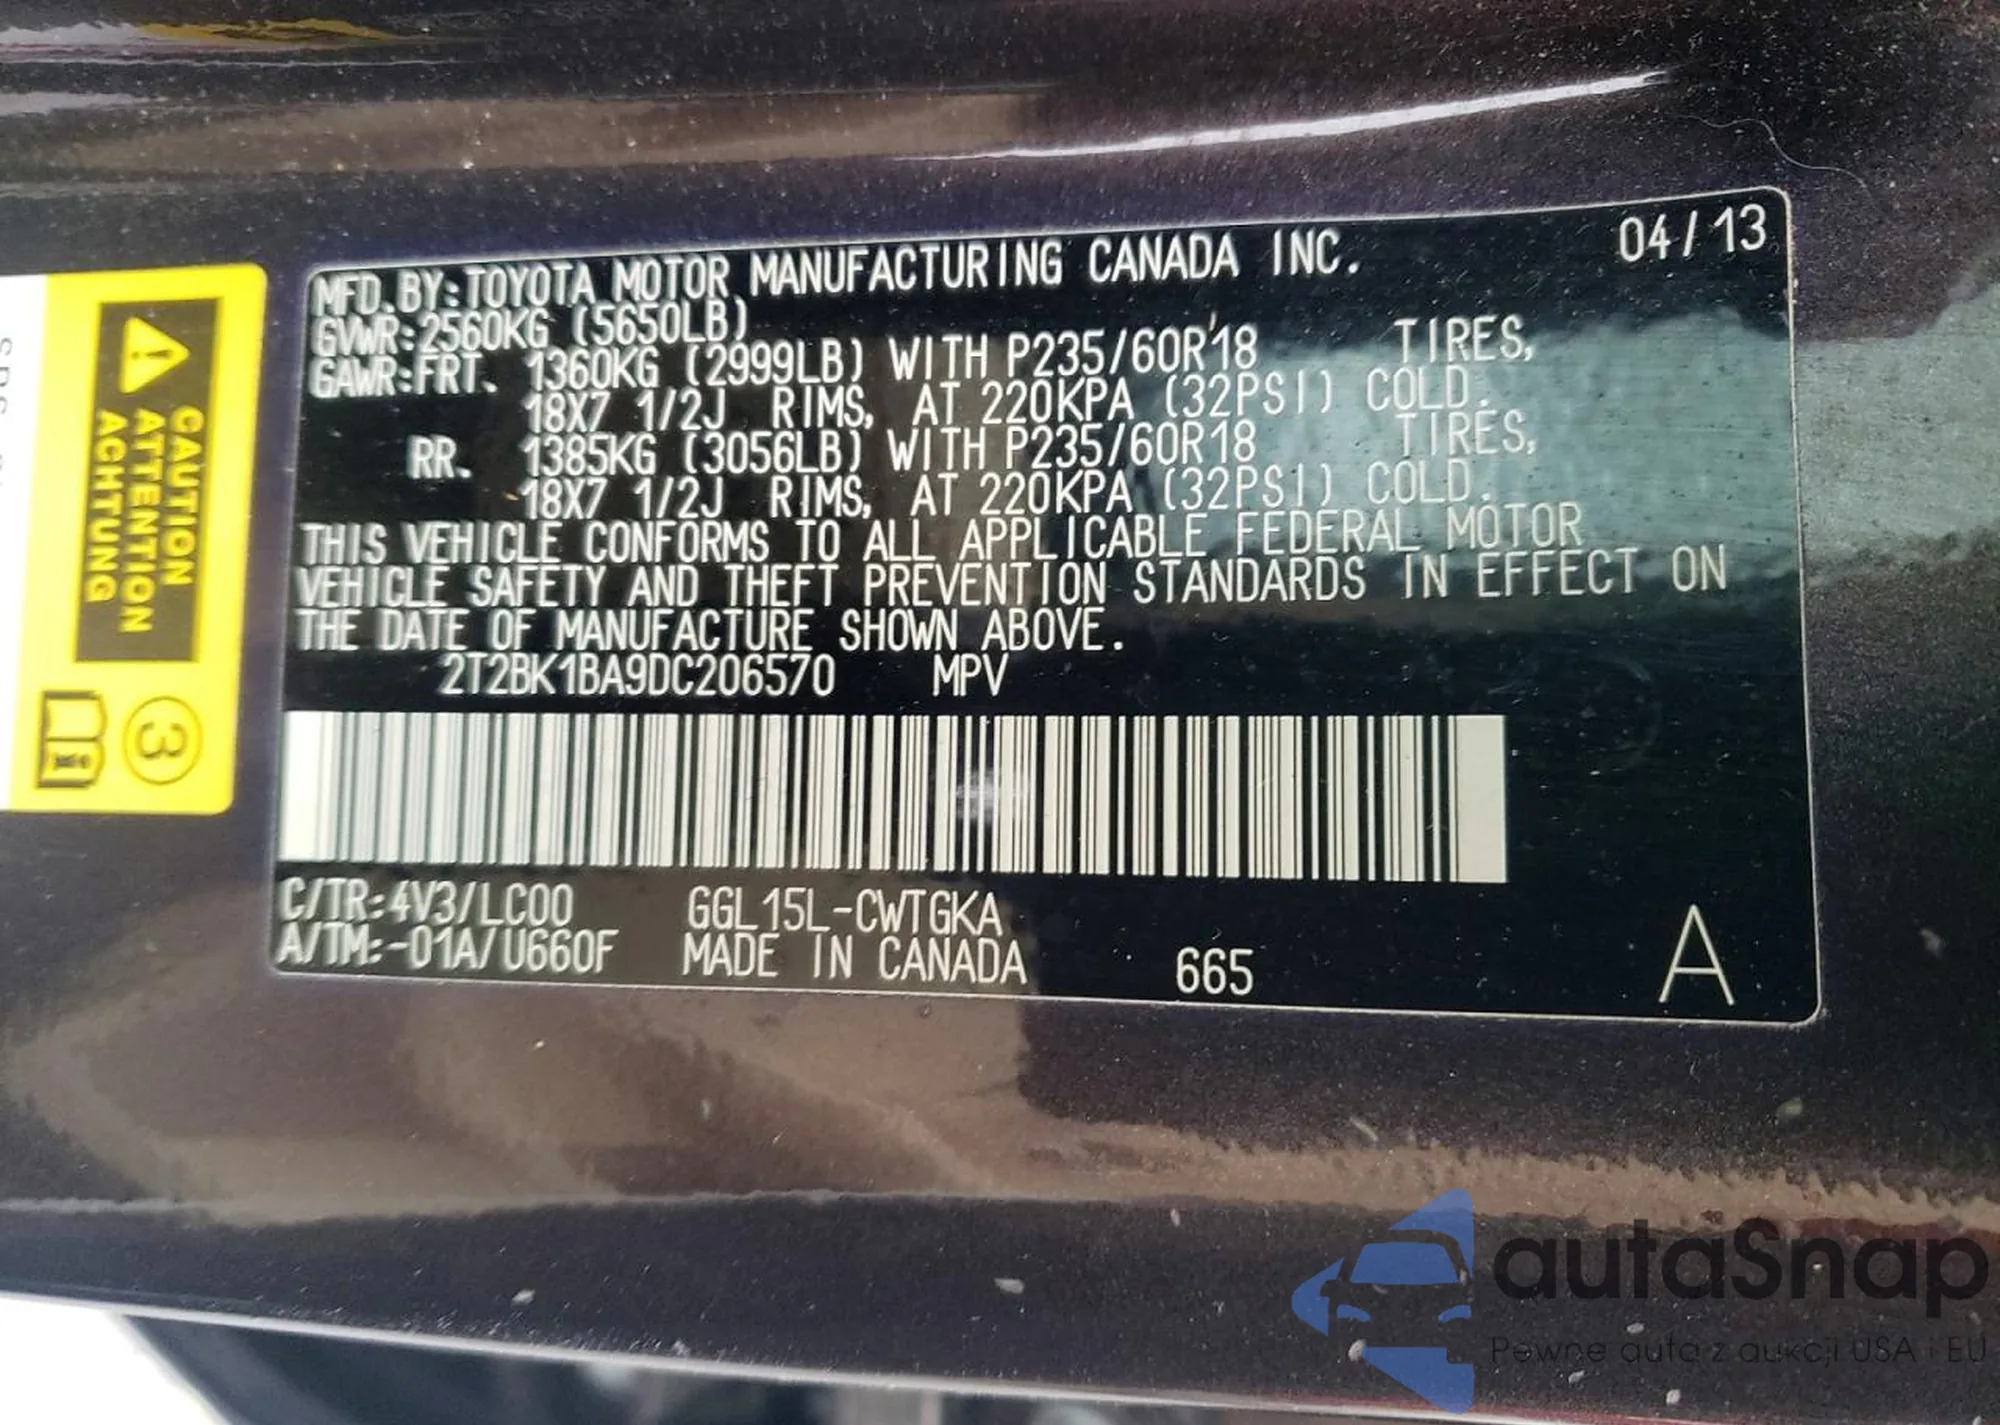 MFD.BY:TOYOTA MOTOR MANUFACTURING CANADA INC. 04/13
GVWR:2560KG (5650LB)
GAWR:FRT. 1360KG (2999LB) WITH P235/60R18 TIRES,
18X7 1/2J RIMS, AT 220KPA (32PSI) COLD.
RR. 1385KG (3056LB) WITH P235/60R18 TIRES,
18X7 1/2J RIMS, AT 220KPA (32PSI) COLD.
THIS VEHICLE CONFORMS TO ALL APPLICABLE FEDERAL MOTOR
VEHICLE SAFETY AND THEFT PREVENTION STANDARDS IN EFFECT ON
THE DATE OF MANUFACTURE SHOWN ABOVE.
2T2BK1BA9DC206570 MPV
C/TR:4V3/LC00 GGL15L-CWTGKA
A/TM:-01A/U660F MADE IN CANADA 665 A
CAUTION
ATTENTION
ACHTUNG
3
autaSnap
Pewne auta z aukcji USA i EU